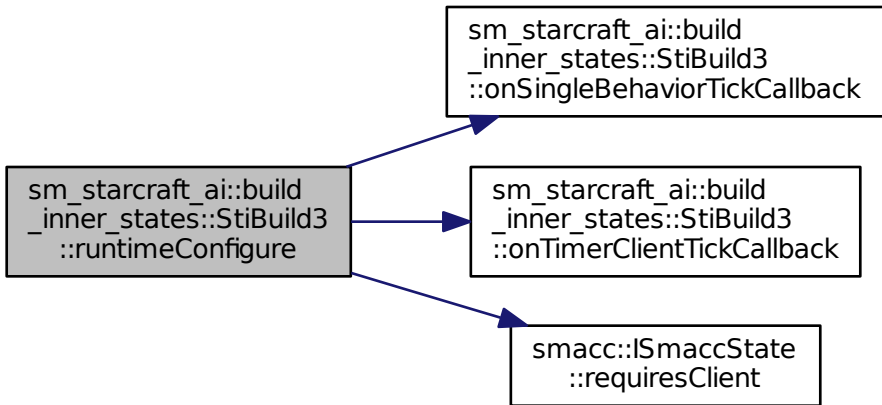 sm_starcraft_ai::build
_inner_states::StiBuild3
::runtimeConfigure
sm_starcraft_ai::build
_inner_states::StiBuild3
::onSingleBehaviorTickCallback
sm_starcraft_ai::build
_inner_states::StiBuild3
::onTimerClientTickCallback
smacc::ISmaccState
::requiresClient